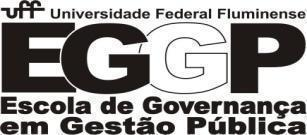 uff Universidade Federal Fluminense
EGGP
Escola de Governança
em Gestão Pública